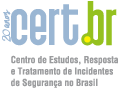 20 anos
cert.br
Centro de Estudos, Resposta
e Tratamento de Incidentes
de Segurança no Brasil